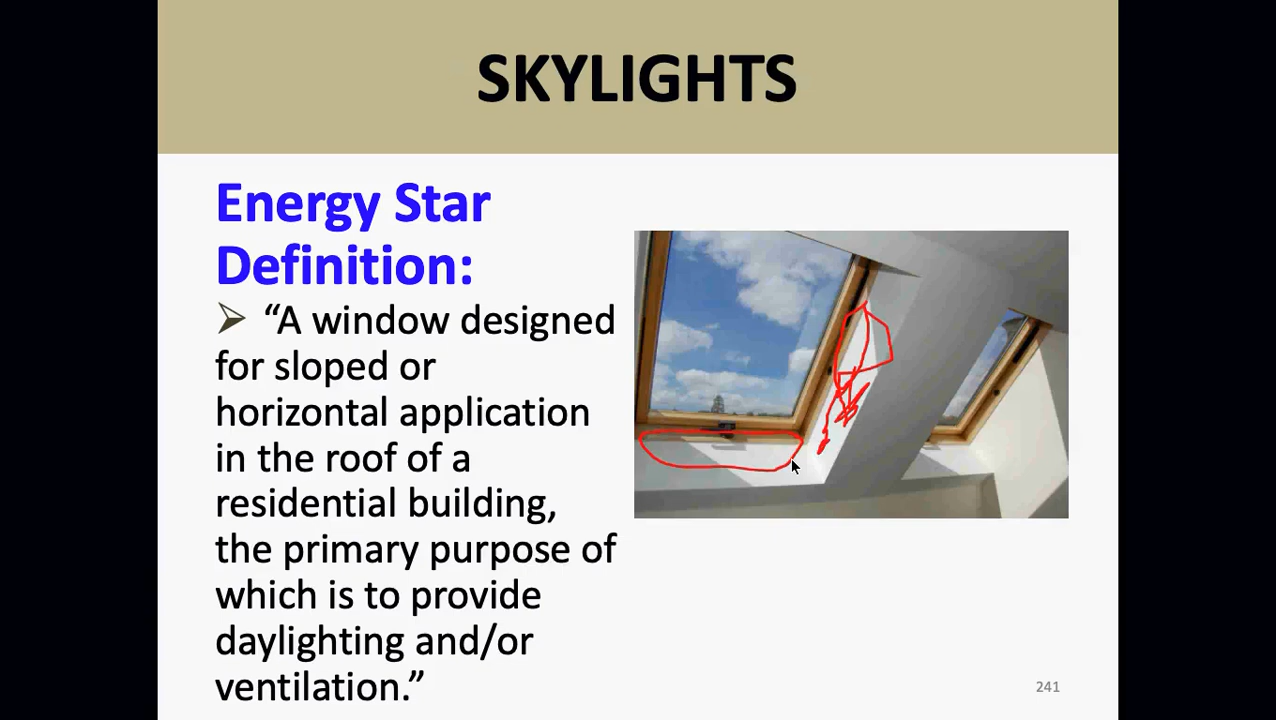 SKYLIGHTS
Energy Star
Definition:
“A window designed
for sloped or
horizontal application
in the roof of a
residential building,
the primary purpose of
which is to provide
daylighting and/or
ventilation.”
241